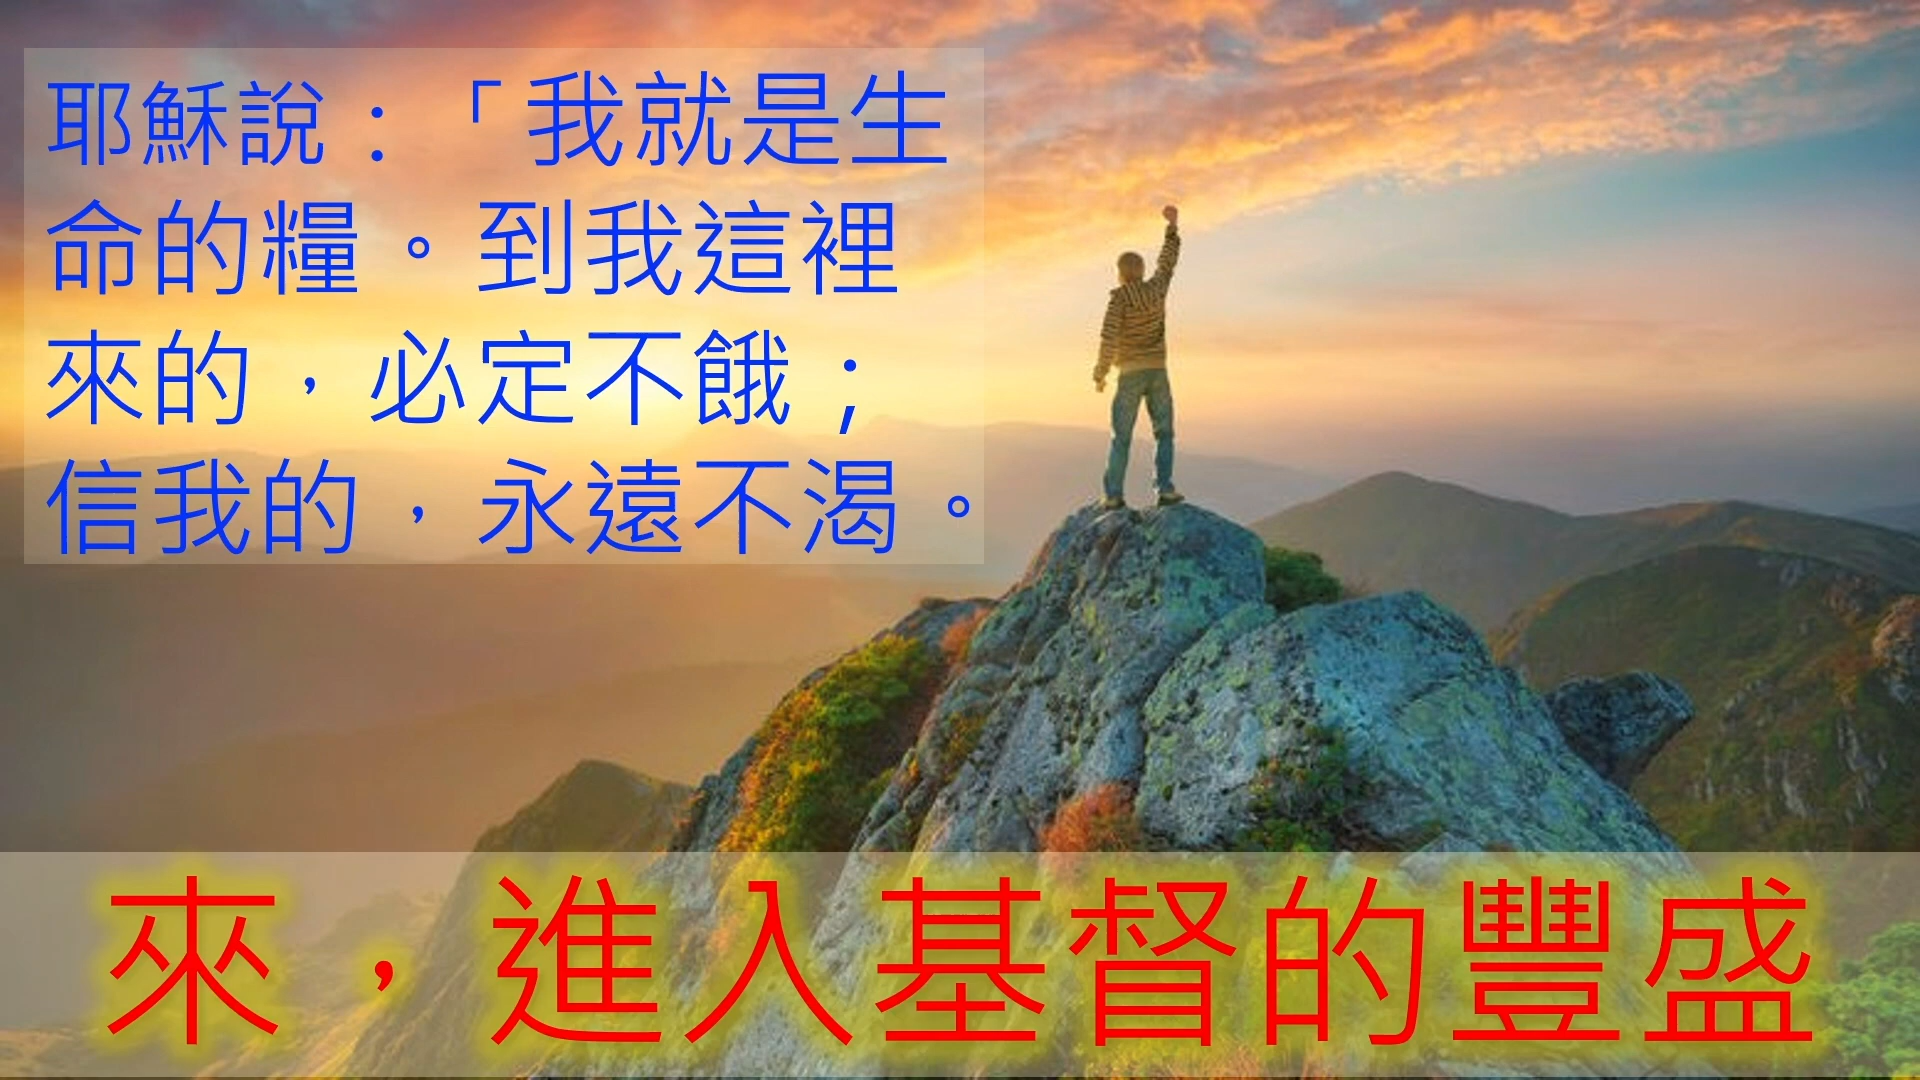 耶穌說：「我就是生
命的糧。到我這裡
來的，必定不餓；
信我的，永遠不渴。
來，進入基督的豐盛